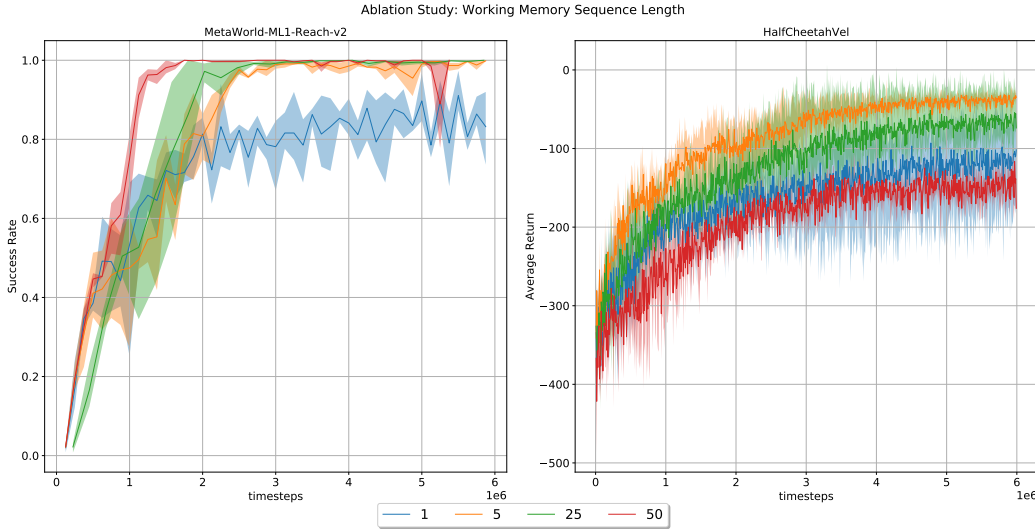 Ablation Study: Working Memory Sequence Length
MetaWorld-ML1-Reach-v2
Success Rate
1.0
0.8
0.6
0.4
0.2
0.0
0 1 2 3 4 5 6
timesteps
1e6
HalfCheetahVel
Average Return
0
−100
−200
−300
−400
−500
0 1 2 3 4 5 6
timesteps
1e6
1 5 25 50